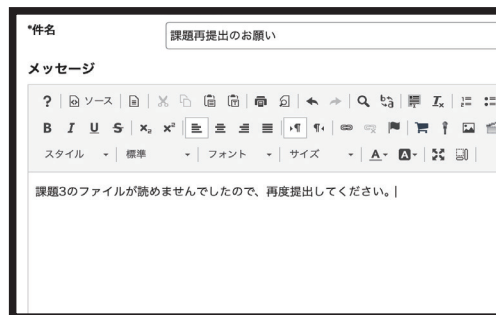 *件名
課題再提出のお願い
メッセージ
? ソース
B I U S x₂ x² ¶ ¶
スタイル 標準 フォント サイズ A A
課題3のファイルが読めませんでしたので、再度提出してください。